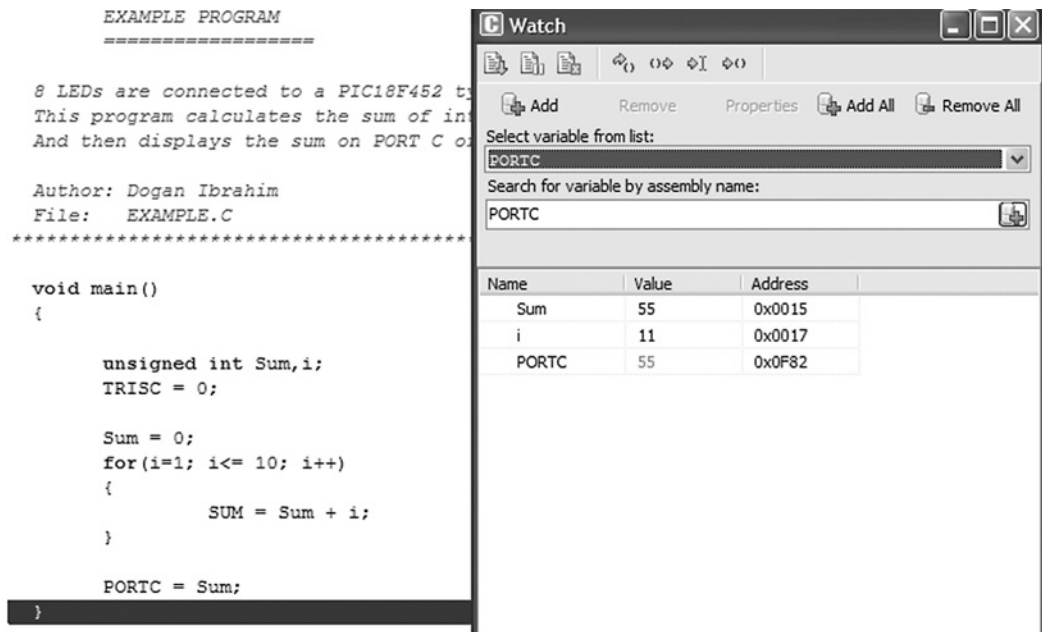 EXAMPLE PROGRAM
===================
8 LEDs are connected to a PIC18F452 ty
This program calculates the sum of int
And then displays the sum on PORT C o
Author: Dogan Ibrahim
File: EXAMPLE.C
***************************************
void main()
{
unsigned int Sum,i;
TRISC = 0;
Sum = 0;
for(i=1; i<= 10; i++)
{
SUM = Sum + i;
}
PORTC = Sum;
}
Watch
Add Remove Properties Add All Remove All
Select variable from list:
PORTC
Search for variable by assembly name:
PORTC
Name Value Address
Sum 55 0x0015
i 11 0x0017
PORTC 55 0x0F82